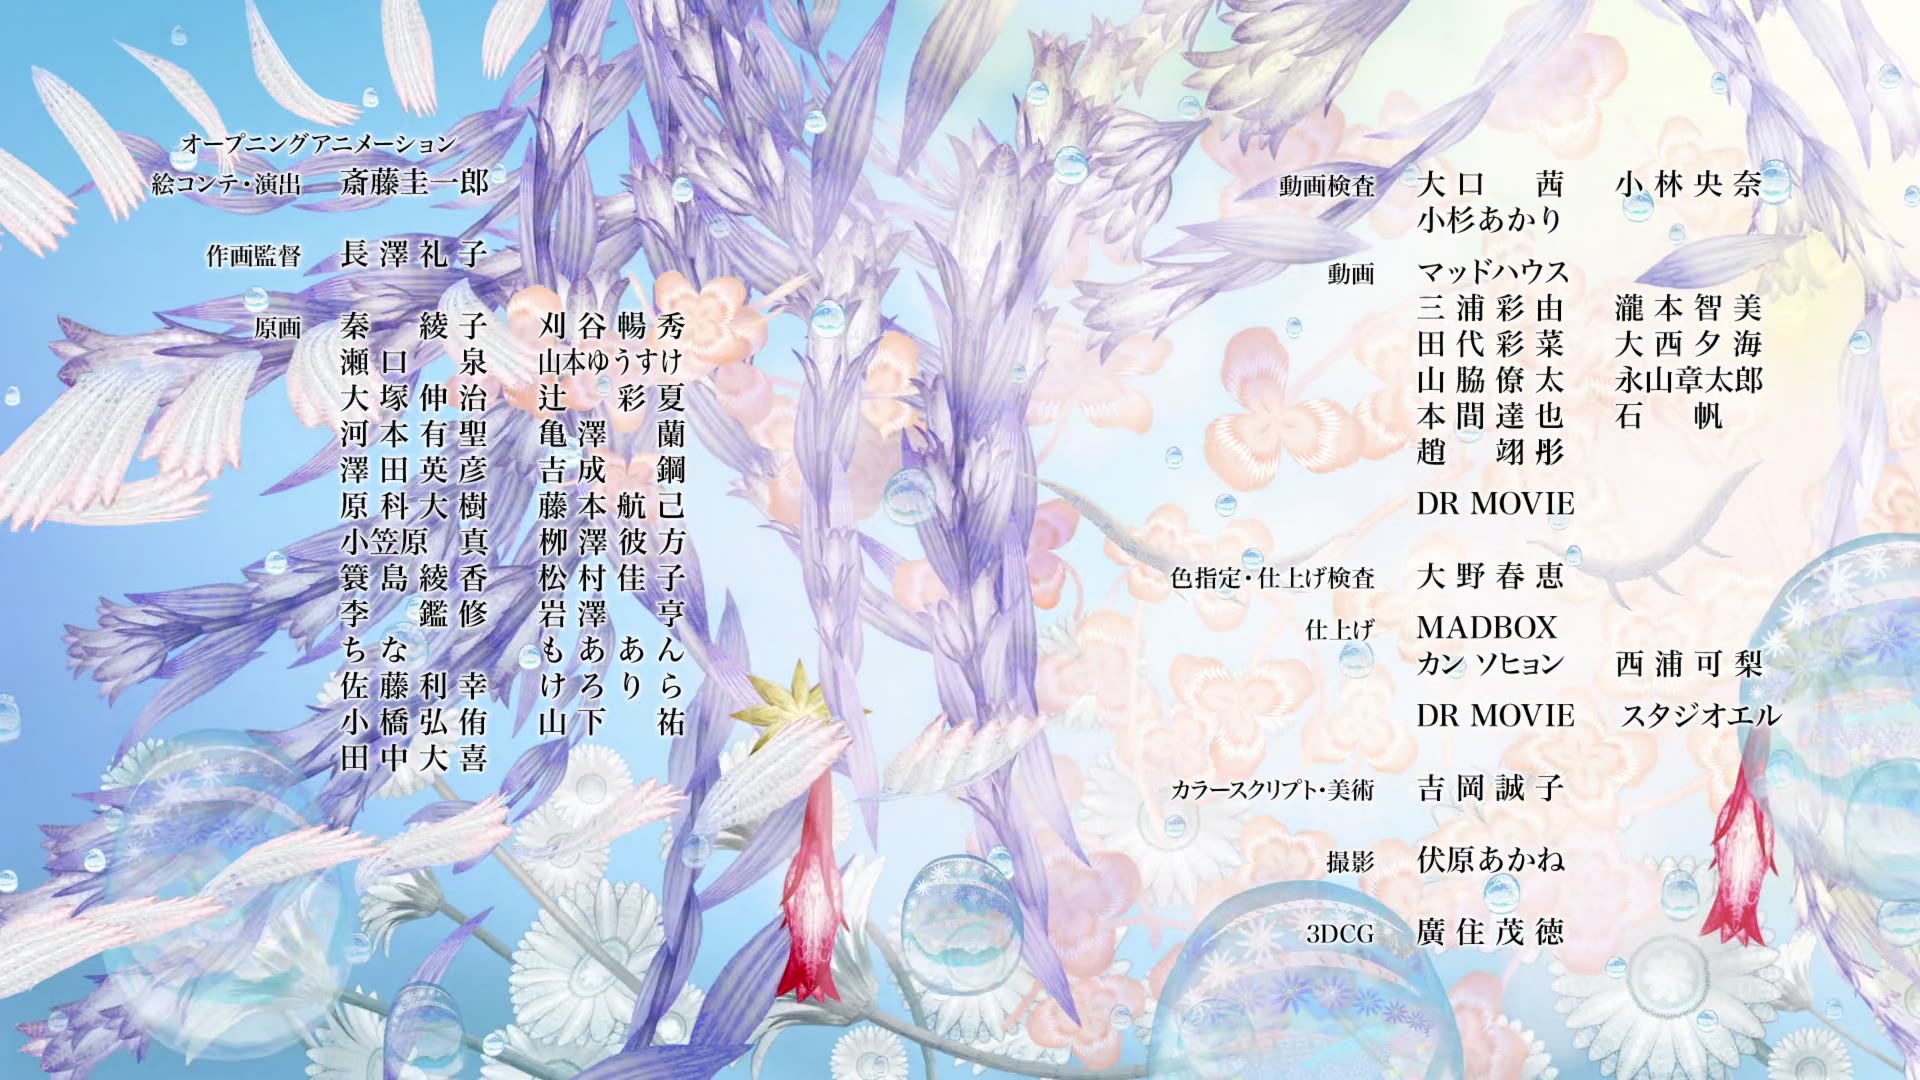 オープニングアニメーション
絵コンテ・演出 斎藤圭一郎
作画監督 長澤礼子
原画 秦 綾子 刈谷暢秀
瀬口 泉 山本ゆうすけ
大塚伸治 辻 彩夏
河本有聖 亀澤 蘭
澤田英彦 吉成 鋼
原科大樹 藤本航己
小笠原 真 栁澤彼方
簑島綾香 松村佳子
李 鑑修 岩澤 亨
ちな もああん
佐藤利幸 けろりら
小橋弘侑 山下 祐
田中大喜
動画検査 大口 茜 小林央奈
小杉あかり
動画 マッドハウス
三浦彩由 瀧本智美
田代彩菜 大西夕海
山脇僚太 永山章太郎
本間達也 石 帆
趙 翊彤
DR MOVIE
色指定・仕上げ検査 大野春恵
仕上げ MADBOX
カン ソヒョン 西浦可梨
DR MOVIE スタジオエル
カラースクリプト・美術 吉岡誠子
撮影 伏原あかね
3DCG 廣住茂徳